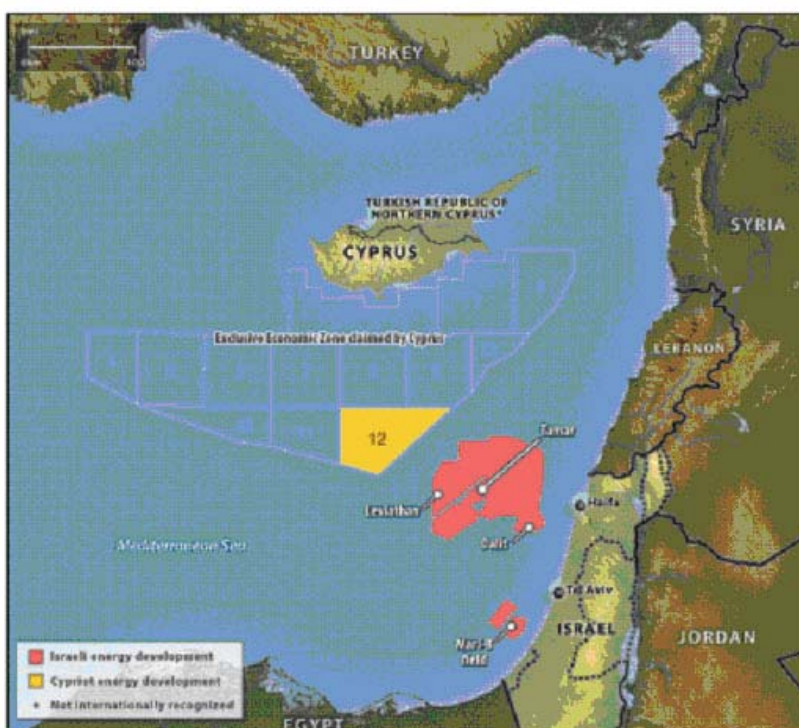 TURKEY
TURKISH REPUBLIC OF
NORTHERN CYPRUS*
CYPRUS
SYRIA
LEBANON
Exclusive Economic Zone claimed by Cyprus
12
Tamar
Leviathan
Haifa
Dalit
Mediterranean Sea
Tel Aviv
ISRAEL
Mari-B
field
JORDAN
Israeli energy development
Cypriot energy development
* Not internationally recognized
EGYPT